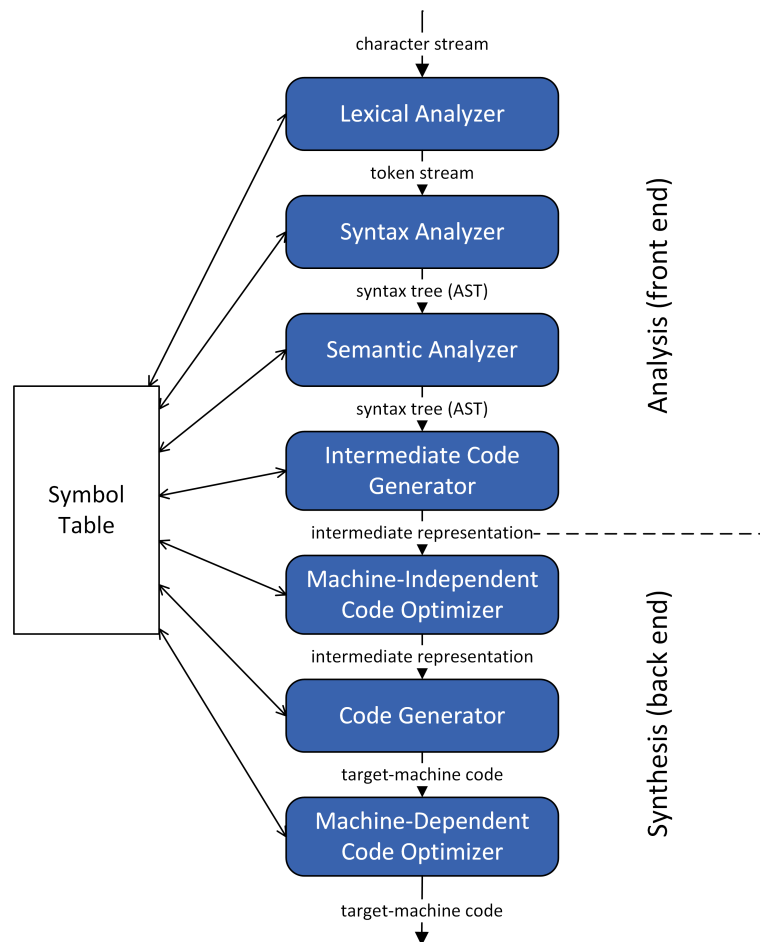 character stream
Lexical Analyzer
token stream
Syntax Analyzer
syntax tree (AST)
Semantic Analyzer
syntax tree (AST)
Intermediate Code
Generator
intermediate representation
Machine-Independent
Code Optimizer
intermediate representation
Code Generator
target-machine code
Machine-Dependent
Code Optimizer
target-machine code
Symbol
Table
Analysis (front end)
Synthesis (back end)